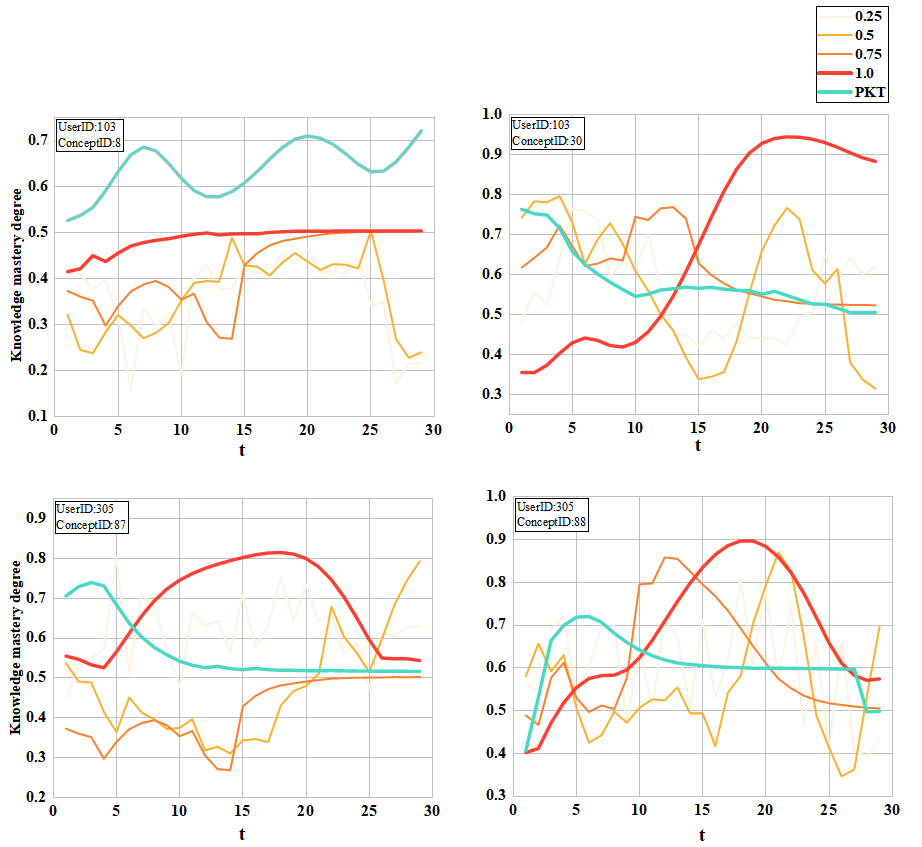 0.25
0.5
0.75
1.0
PKT
UserID:103
ConceptID:8
Knowledge mastery degree
0.7
0.6
0.5
0.4
0.3
0.2
0.1
0 5 10 15 20 25 30
t
UserID:103
ConceptID:30
1.0
0.9
0.8
0.7
0.6
0.5
0.4
0.3
0 5 10 15 20 25 30
t
UserID:305
ConceptID:87
Knowledge mastery degree
0.9
0.8
0.7
0.6
0.5
0.4
0.3
0.2
0 5 10 15 20 25 30
t
UserID:305
ConceptID:88
1.0
0.9
0.8
0.7
0.6
0.5
0.4
0.3
0 5 10 15 20 25 30
t